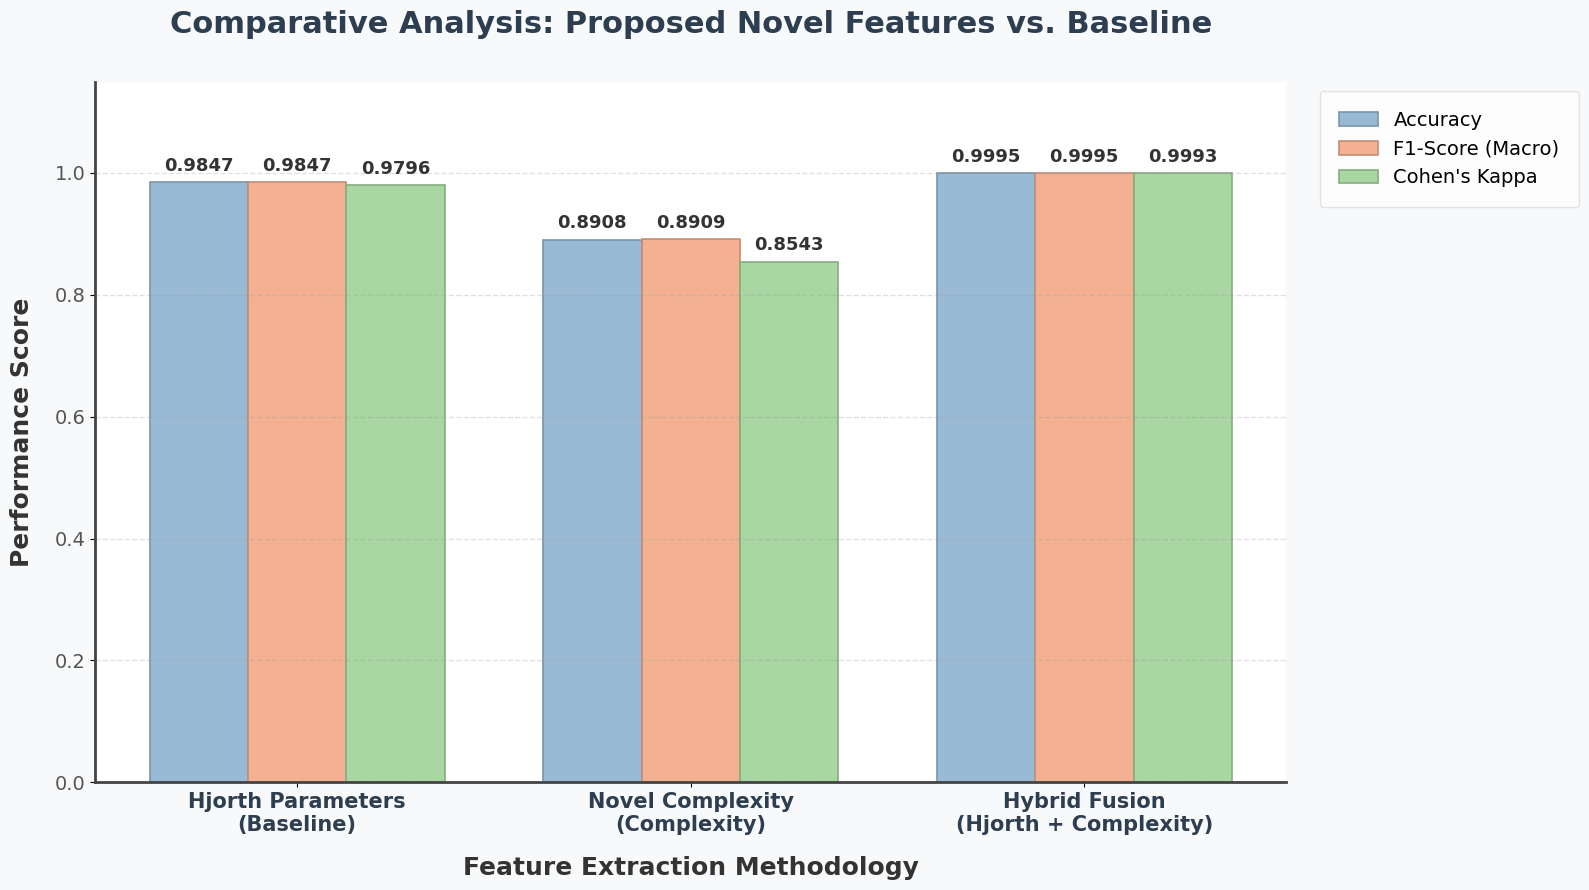 Comparative Analysis: Proposed Novel Features vs. Baseline
Accuracy
F1-Score (Macro)
Cohen's Kappa
Performance Score
1.0
0.8
0.6
0.4
0.2
0.0
0.9847
0.9847
0.9796
0.8908
0.8909
0.8543
0.9995
0.9995
0.9993
Hjorth Parameters
(Baseline)
Novel Complexity
(Complexity)
Hybrid Fusion
(Hjorth + Complexity)
Feature Extraction Methodology